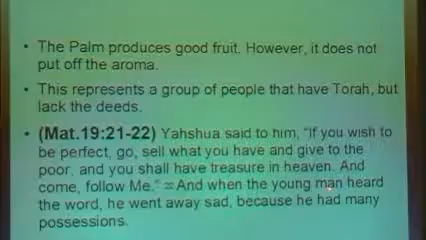 • The Palm produces good fruit. However, it does not
put off the aroma.
• This represents a group of people that have Torah, but
lack the deeds.
• (Mat.19:21-22) Yahshua said to him, "If you wish to
be perfect, go, sell what you have and give to the
poor, and you shall have treasure in heaven. And
come, follow Me." = And when the young man heard
the word, he went away sad, because he had many
possessions.